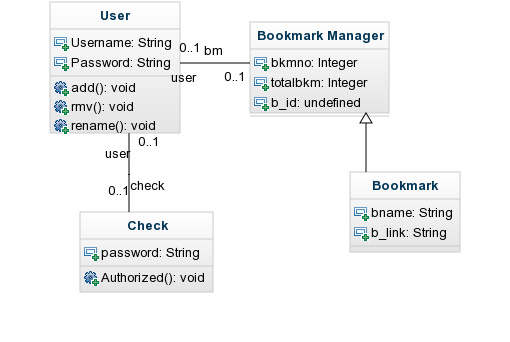 User
Username: String
Password: String
add(): void
rmv(): void
rename(): void
0..1 bm
user
0..1
Bookmark Manager
bkmno: Integer
totalbkm: Integer
b_id: undefined
0..1
user
0..1
check
Bookmark
bname: String
b_link: String
Check
password: String
Authorized(): void